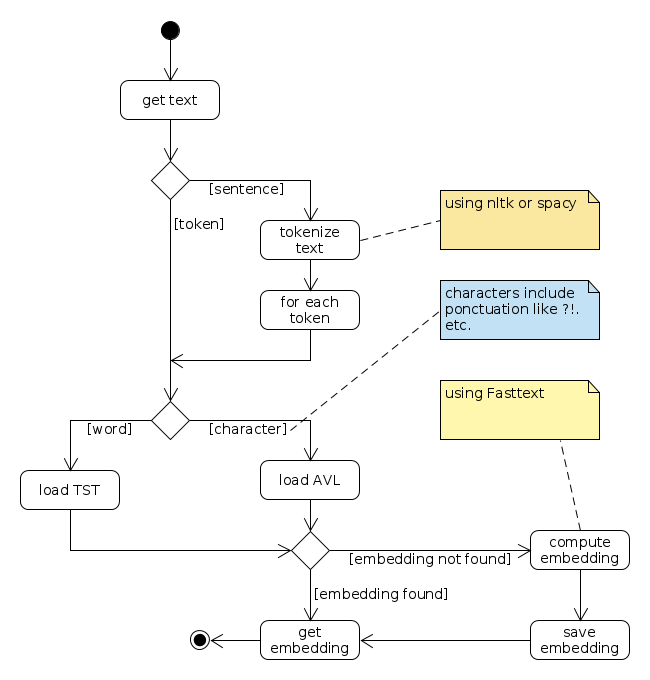 get text
[sentence]
[token]
tokenize
text
using nltk or spacy
for each
token
characters include
ponctuation like ?!.
etc.
[word]
[character]
using Fasttext
load TST
load AVL
compute
embedding
[embedding not found]
[embedding found]
get
embedding
save
embedding